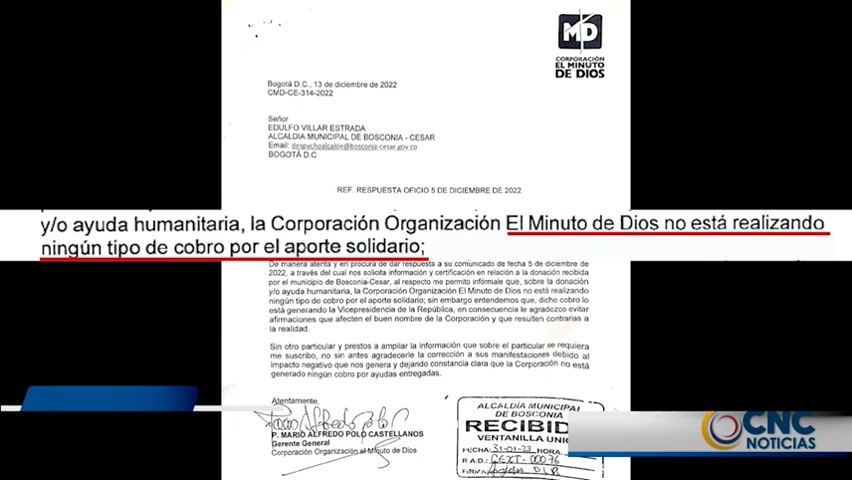 MD
CORPORACIÓN
EL MINUTO
DE DIOS
Bogotá D.C., 13 de diciembre de 2022
CMD-CE-314-2022
Señor
EDULFO VILLAR ESTRADA
ALCALDIA MUNICIPAL DE BOSCONIA - CESAR
Email: despachoalcalde@bosconia-cesar.gov.co
BOGOTÁ D.C
REF. RESPUESTA OFICIO 5 DE DICIEMBRE DE 2022
y/o ayuda humanitaria, la Corporación Organización El Minuto de Dios no está realizando
ningún tipo de cobro por el aporte solidario;
De manera atenta y en procura de dar respuesta a su comunicado de fecha 5 de diciembre de
2022, a través del cual nos solicita información y certificación en relación a la donación recibida
por el municipio de Bosconia-Cesar, al respecto me permito infórmale que, sobre la donación
y/o ayuda humanitaria, la Corporación Organización El Minuto de Dios no está realizando
ningún tipo de cobro por el aporte solidario; sin embargo entendemos que, dicho cobro lo
está generando la Vicepresidencia de la República, en consecuencia le agradezco evitar
afirmaciones que afecten el buen nombre de la Corporación y que resulten contrarias a
la realidad.
Sin otro particular y prestos a ampliar la información que sobre el particular se requiera
me suscribo, no sin antes agradecerle la corrección a sus manifestaciones debido al
impacto negativo que nos genera y dejando constancia clara que la Corporación no está
generado ningún cobro por ayudas entregadas.
Atentamente,
P. MARIO ALFREDO POLO CASTELLANOS
Gerente General
Corporación Organización el Minuto de Dios
ALCALDÍA MUNICIPAL
DE BOSCONIA
RECIBID
VENTANILLA UNIC
FECHA: 31-01-23 HORA
RAD.: CEXT-00076
FIRMA
CNC
NOTICIAS